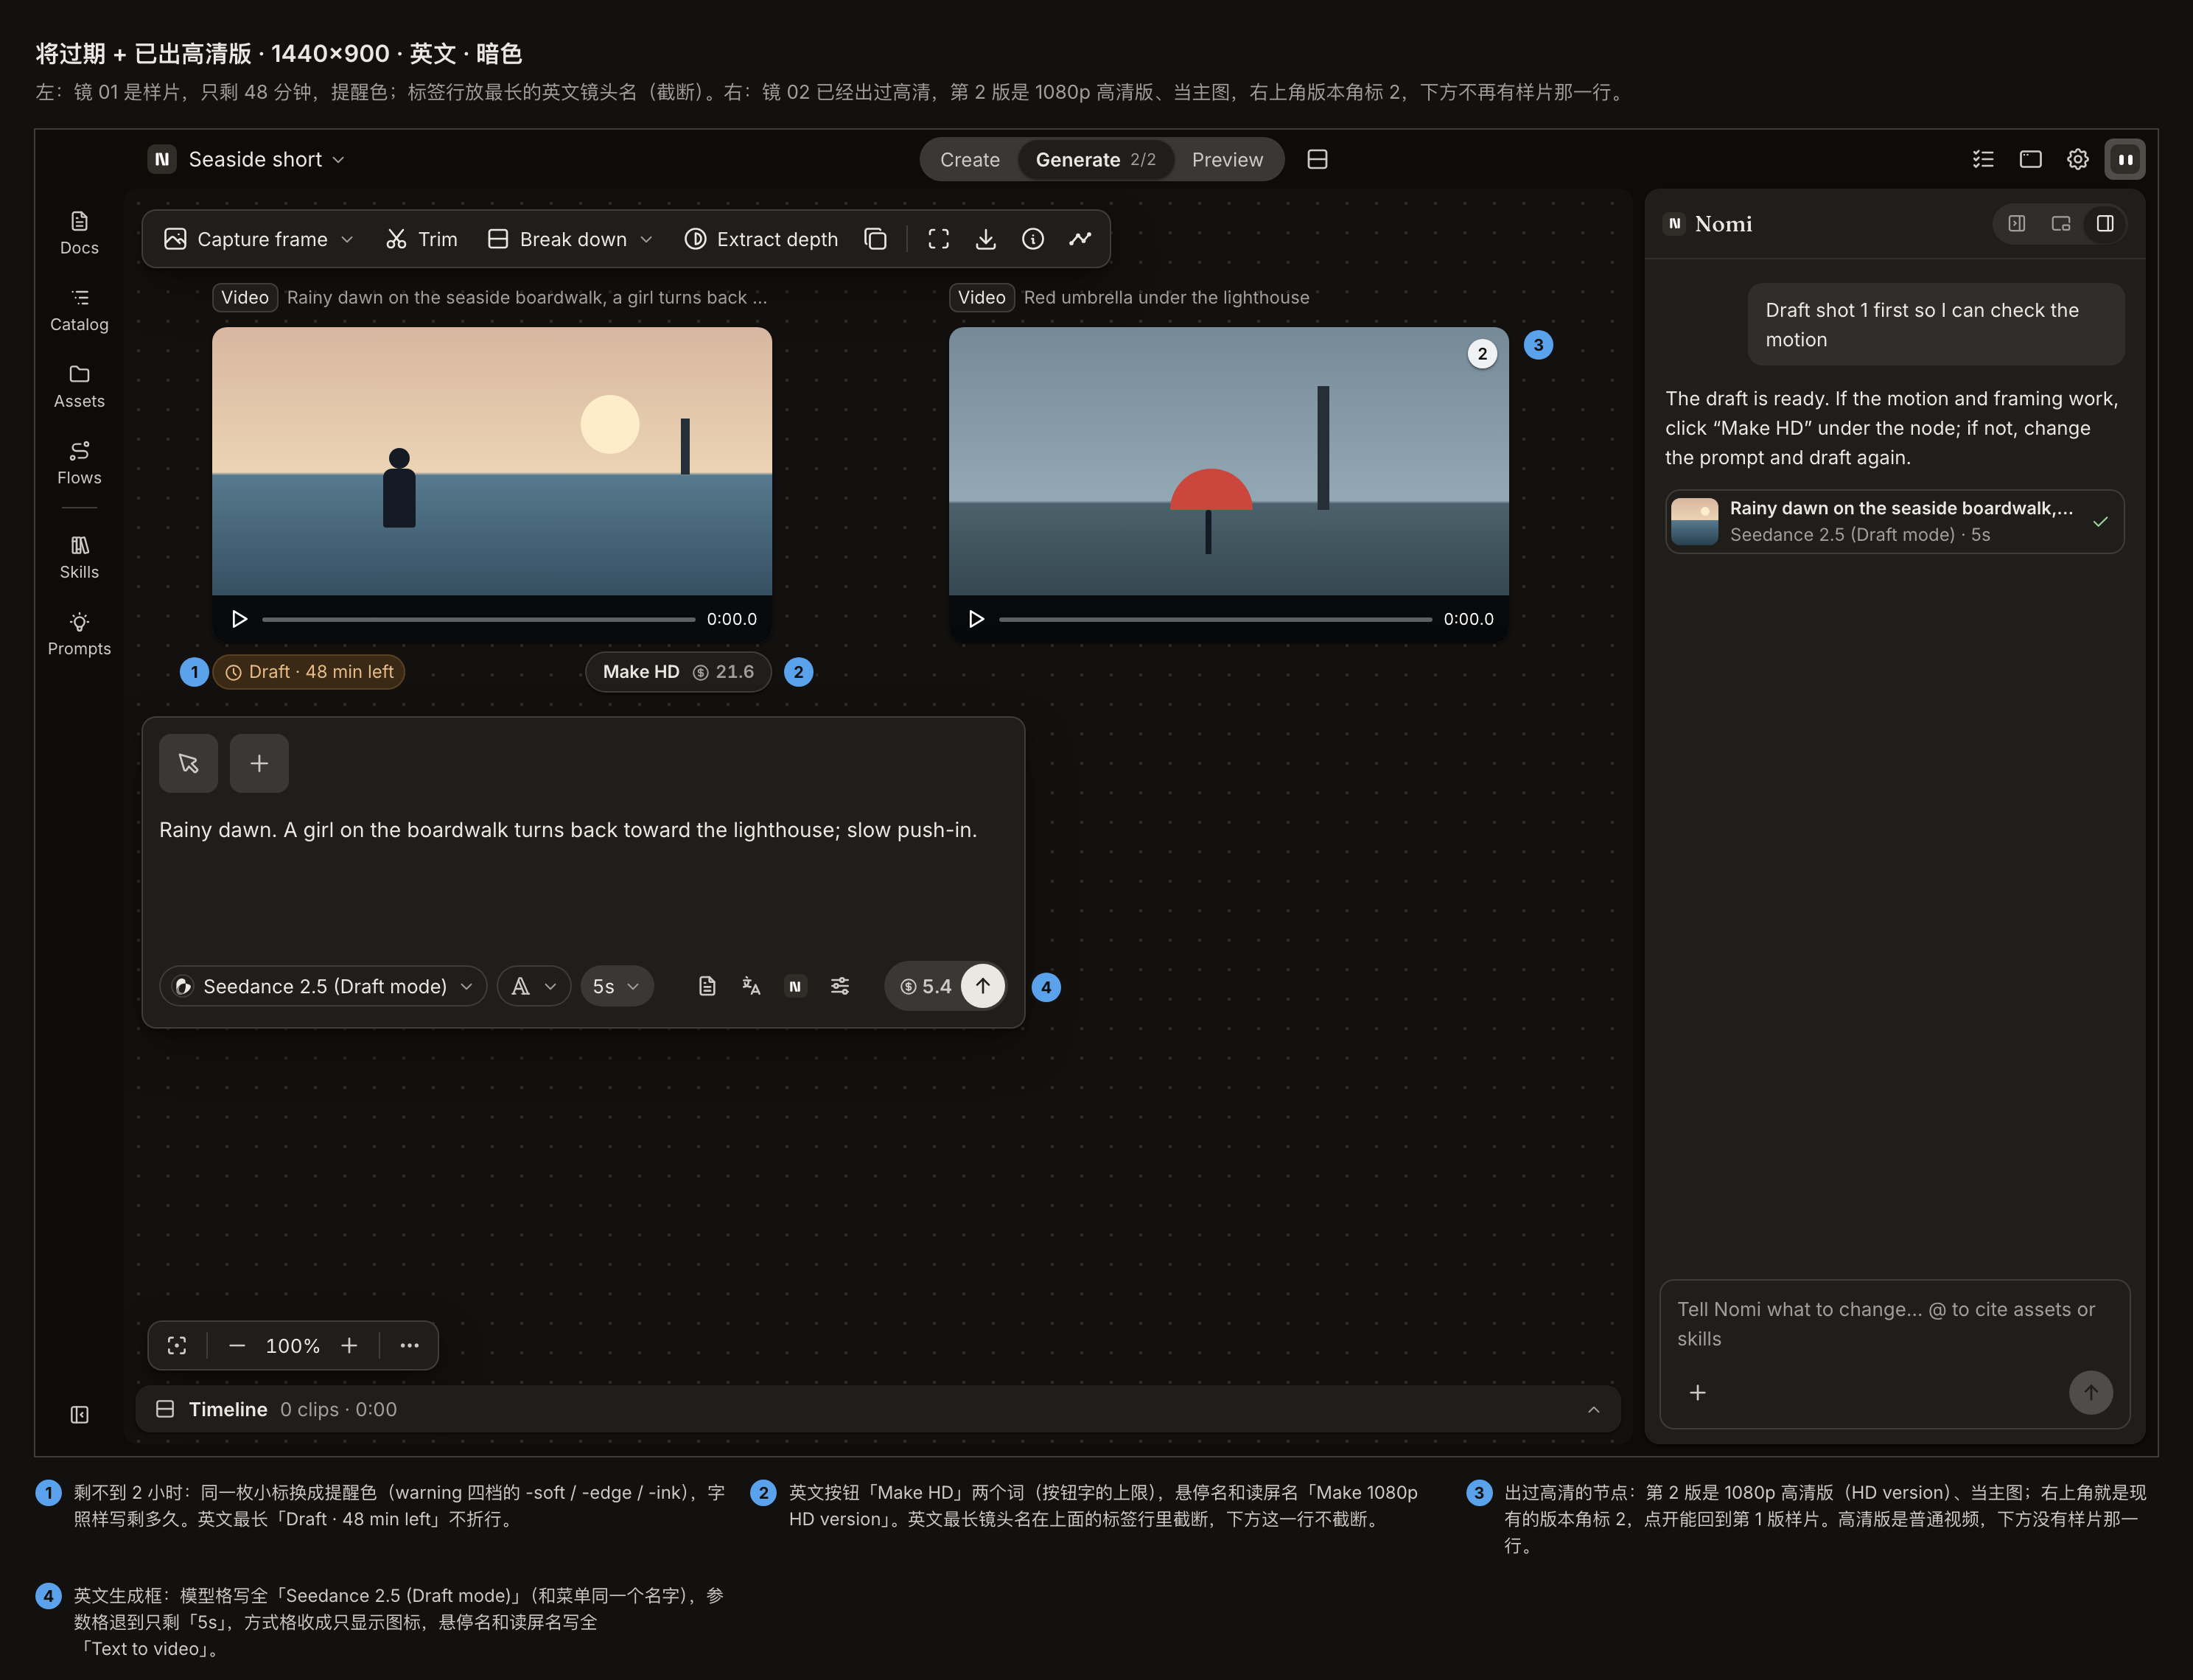 将过期 + 已出高清版 · 1440×900 · 英文 · 暗色
左：镜 01 是样片，只剩 48 分钟，提醒色；标签行放最长的英文镜头名（截断）。右：镜 02 已经出过高清，第 2 版是 1080p 高清版、当主图，右上角版本角标 2，下方不再有样片那一行。
Seaside short
Create Generate 2/2 Preview
Docs
Catalog
Assets
Flows
Skills
Prompts
Capture frame Trim Break down Extract depth
Video Rainy dawn on the seaside boardwalk, a girl turns back ...
0:00.0
1 Draft · 48 min left Make HD 21.6 2
Video Red umbrella under the lighthouse
2
3
0:00.0
Rainy dawn. A girl on the boardwalk turns back toward the lighthouse; slow push-in.
Seedance 2.5 (Draft mode) 5s 5.4
4
100%
Timeline 0 clips · 0:00
Nomi
Draft shot 1 first so I can check the
motion
The draft is ready. If the motion and framing work,
click “Make HD” under the node; if not, change
the prompt and draft again.
Rainy dawn on the seaside boardwalk,...
Seedance 2.5 (Draft mode) · 5s
Tell Nomi what to change... @ to cite assets or
skills
1 剩不到 2 小时：同一枚小标换成提醒色（warning 四档的 -soft / -edge / -ink），字
照样写剩多久。英文最长「Draft · 48 min left」不折行。
2 英文按钮「Make HD」两个词（按钮字的上限），悬停名和读屏名「Make 1080p
HD version」。英文最长镜头名在上面的标签行里截断，下方这一行不截断。
3 出过高清的节点：第 2 版是 1080p 高清版（HD version）、当主图；右上角就是现
有的版本角标 2，点开能回到第 1 版样片。高清版是普通视频，下方没有样片那一
行。
4 英文生成框：模型格写全「Seedance 2.5 (Draft mode)」（和菜单同一个名字），参
数格退到只剩「5s」，方式格收成只显示图标，悬停名和读屏名写全
「Text to video」。